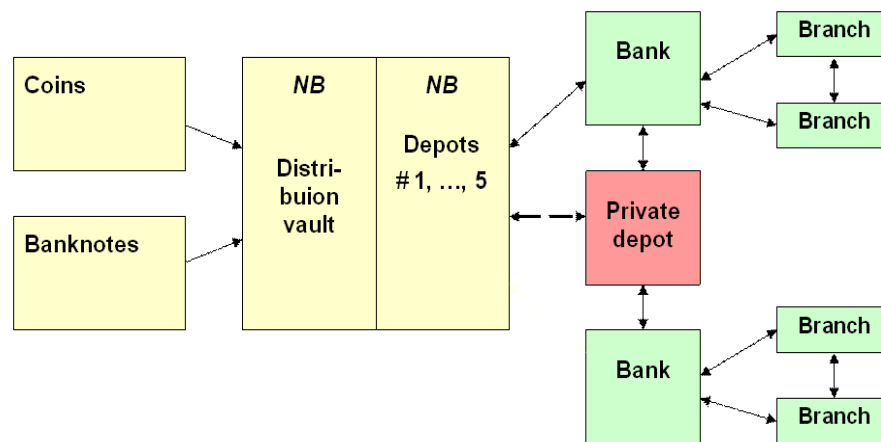 Coins
Banknotes
NB
Distri-
buion
vault
NB
Depots
# 1, ..., 5
Bank
Branch
Branch
Private
depot
Bank
Branch
Branch